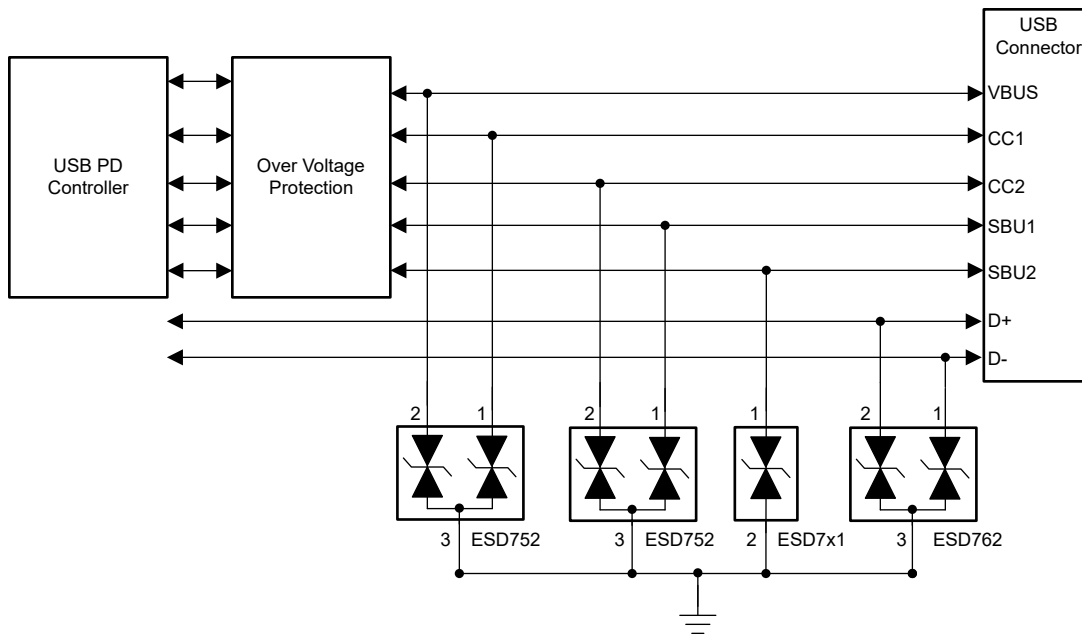 USB
Connector
USB PD
Controller
Over Voltage
Protection
VBUS
CC1
CC2
SBU1
SBU2
D+
D-
2 1
2 1
1
2 1
3 ESD752
3 ESD752
2 ESD7x1
3 ESD762